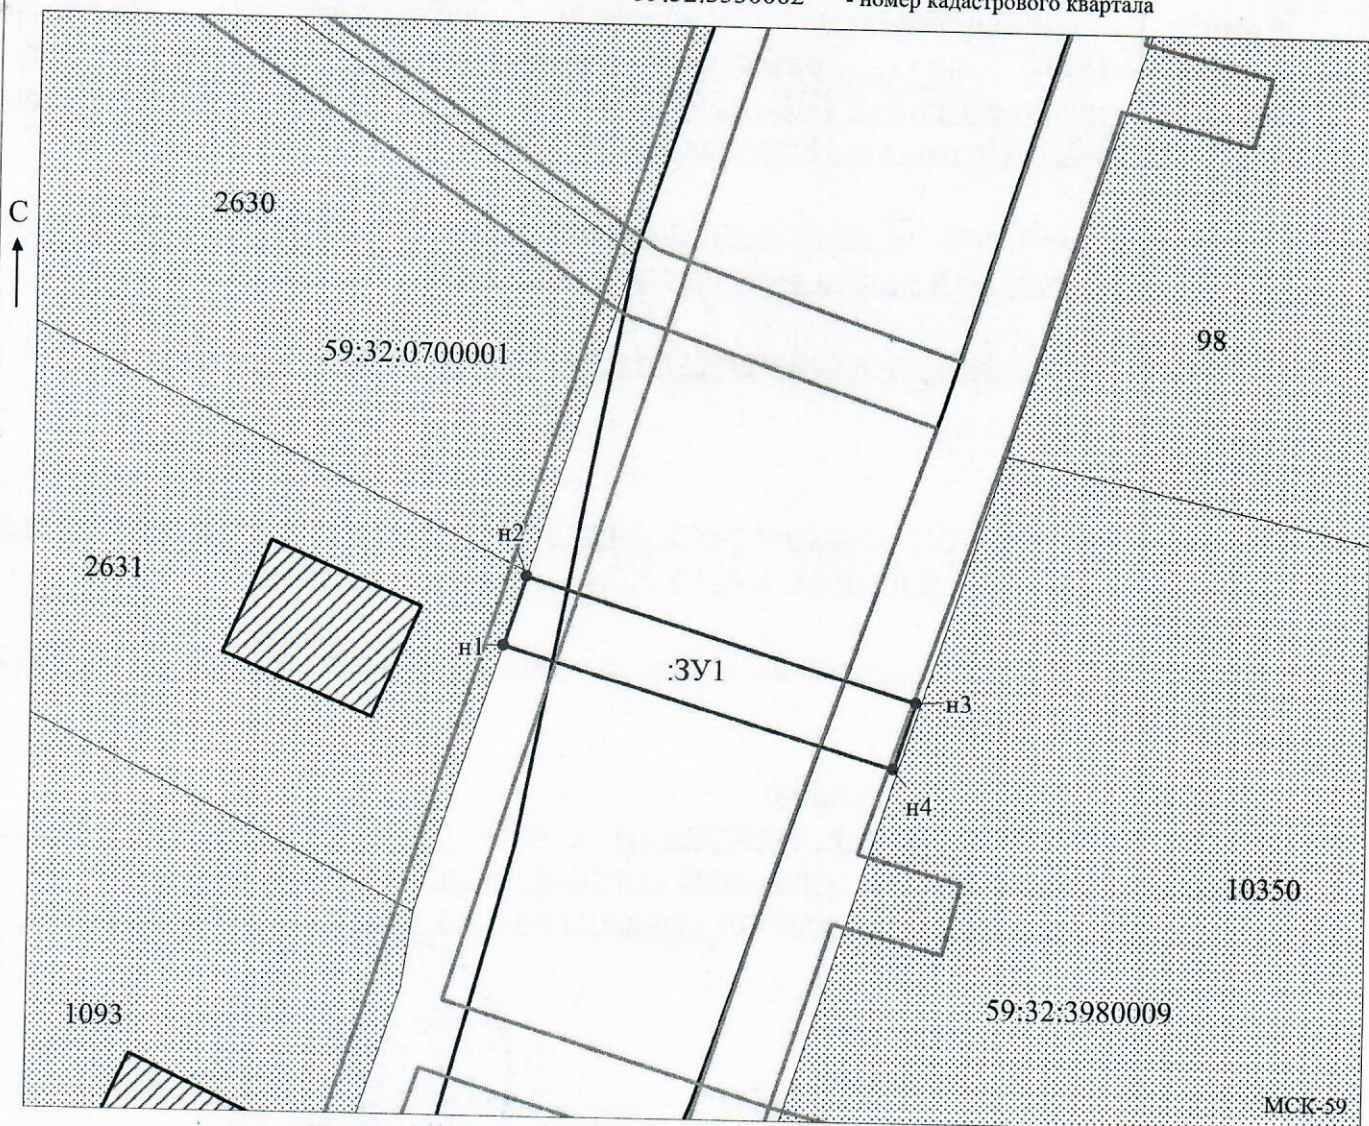 - номер кадастрового квартала
С
2630
59:32:0700001
98
н2
2631
н1
:ЗУ1
н3
н4
10350
1093
59:32:3980009
МСК-59